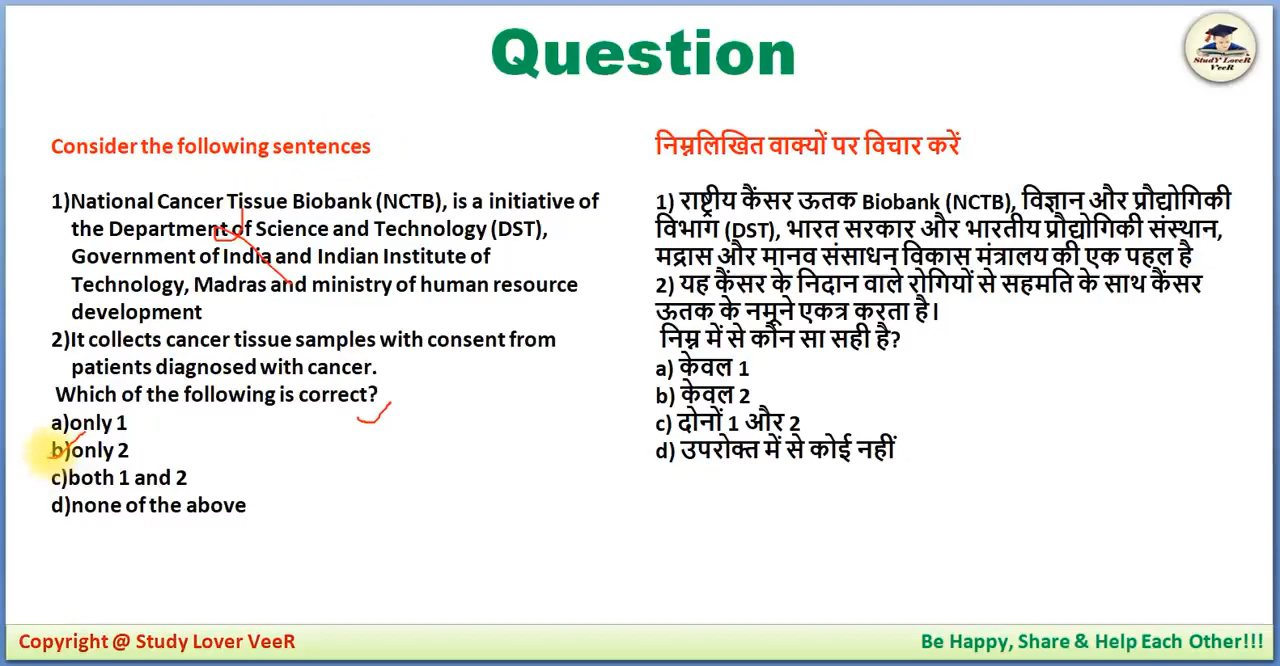 Question
StudY LoveR
VeeR
Consider the following sentences
1)National Cancer Tissue Biobank (NCTB), is a initiative of
the Department of Science and Technology (DST),
Government of India and Indian Institute of
Technology, Madras and ministry of human resource
development
2)It collects cancer tissue samples with consent from
patients diagnosed with cancer.
Which of the following is correct?
a)only 1
b)only 2
c)both 1 and 2
d)none of the above
निम्नलिखित वाक्यों पर विचार करें
1) राष्ट्रीय कैंसर ऊतक Biobank (NCTB), विज्ञान और प्रौद्योगिकी
विभाग (DST), भारत सरकार और भारतीय प्रौद्योगिकी संस्थान,
मद्रास और मानव संसाधन विकास मंत्रालय की एक पहल है
2) यह कैंसर के निदान वाले रोगियों से सहमति के साथ कैंसर
ऊतक के नमूने एकत्र करता है।
निम्न में से कौन सा सही है?
a) केवल 1
b) केवल 2
c) दोनों 1 और 2
d) उपरोक्त में से कोई नहीं
Copyright @ Study Lover VeeR
Be Happy, Share & Help Each Other!!!